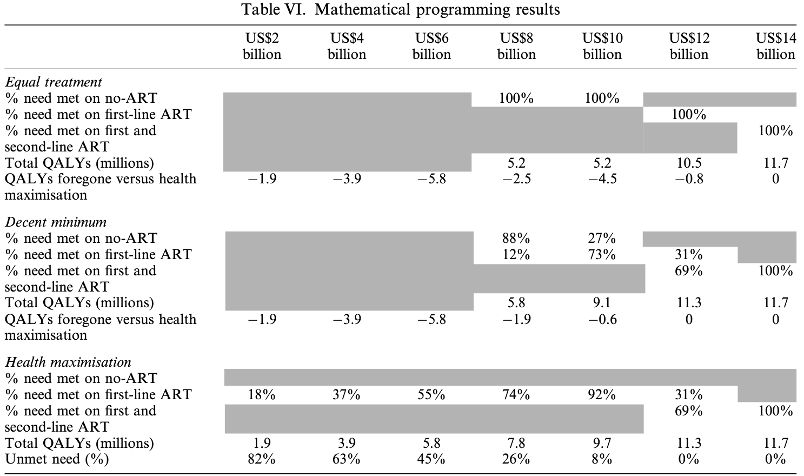 Table VI. Mathematical programming results
US$2 billion US$4 billion US$6 billion US$8 billion US$10 billion US$12 billion US$14 billion
Equal treatment
% need met on no-ART 100% 100%
% need met on first-line ART 100%
% need met on first and 100%
second-line ART
Total QALYs (millions) 5.2 5.2 10.5 11.7
QALYs foregone versus health −1.9 −3.9 −5.8 −2.5 −4.5 −0.8 0
maximisation
Decent minimum
% need met on no-ART 88% 27%
% need met on first-line ART 12% 73% 31%
% need met on first and 69% 100%
second-line ART
Total QALYs (millions) 5.8 9.1 11.3 11.7
QALYs foregone versus health −1.9 −3.9 −5.8 −1.9 −0.6 0 0
maximisation
Health maximisation
% need met on no-ART
% need met on first-line ART 18% 37% 55% 74% 92% 31%
% need met on first and 69% 100%
second-line ART
Total QALYs (millions) 1.9 3.9 5.8 7.8 9.7 11.3 11.7
Unmet need (%) 82% 63% 45% 26% 8% 0% 0%